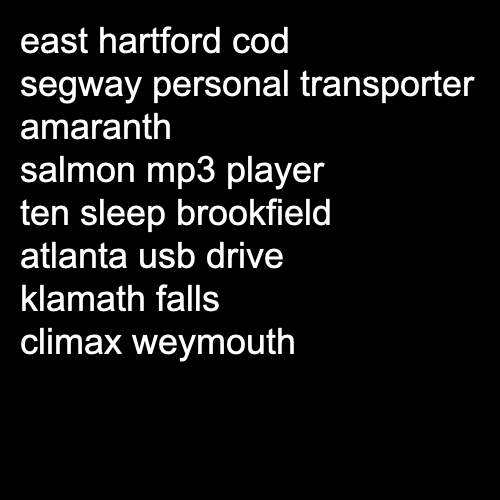 east hartford cod
segway personal transporter
amaranth
salmon mp3 player
ten sleep brookfield
atlanta usb drive
klamath falls
climax weymouth